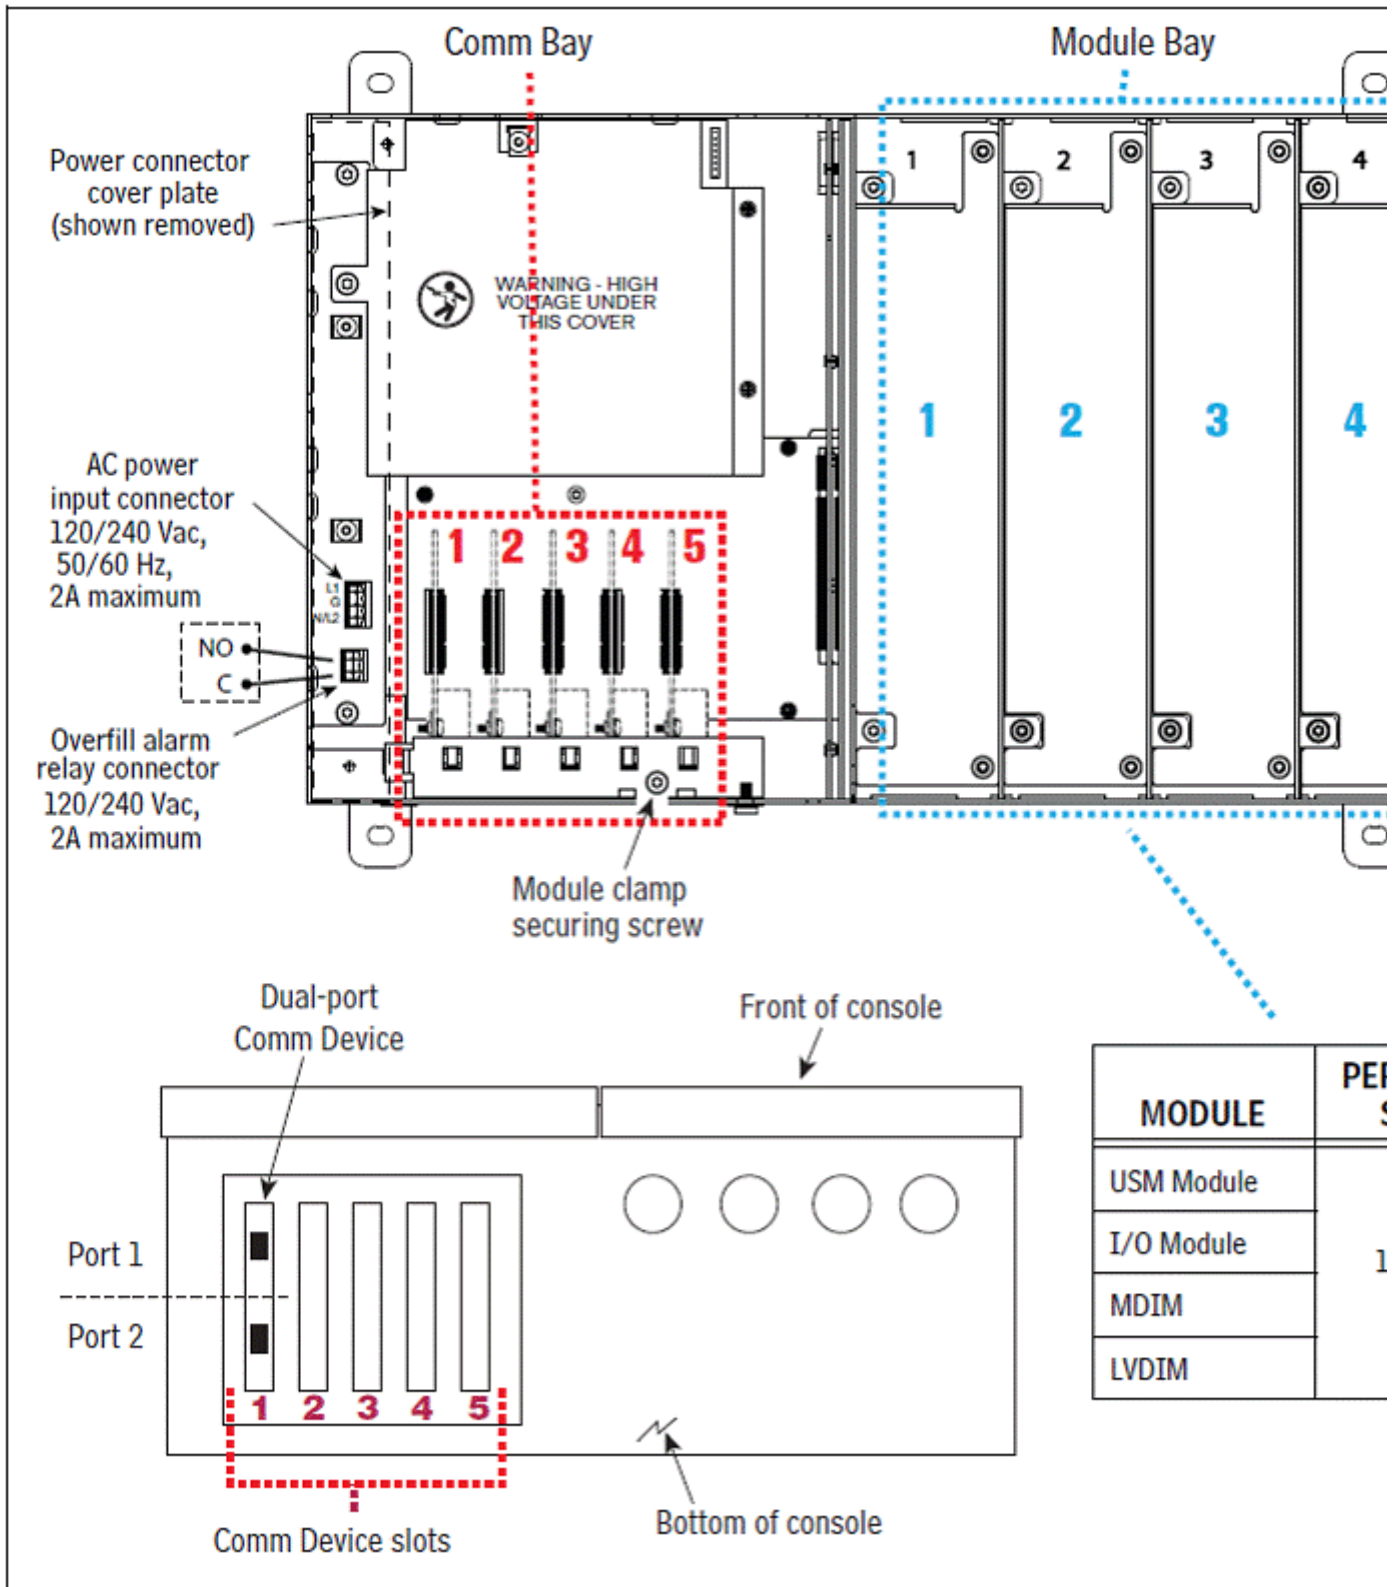 Comm Bay
Module Bay
Power connector
cover plate
(shown removed)
1
2
3
4
WARNING - HIGH
VOLTAGE UNDER
THIS COVER
1
2
3
4
AC power
input connector
120/240 Vac,
50/60 Hz,
2A maximum
1
2
3
4
5
L1
G
N/L2
NO
C
Overfill alarm
relay connector
120/240 Vac,
2A maximum
Module clamp
securing screw
Dual-port
Comm Device
Front of console
Port 1
Port 2
1
2
3
4
5
Comm Device slots
Bottom of console
MODULE
USM Module
I/O Module
MDIM
LVDIM